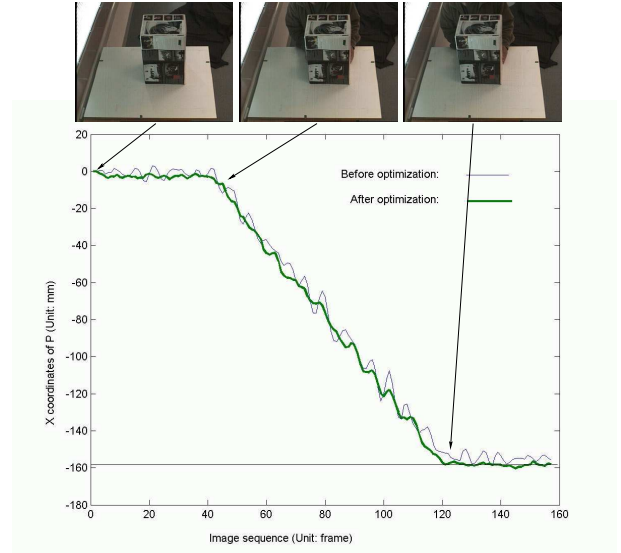 20
0
-20
-40
-60
-80
-100
-120
-140
-160
-180
X coordinates of P (Unit: mm)
Before optimization:
After optimization:
0 20 40 60 80 100 120 140 160
Image sequence (Unit: frame)